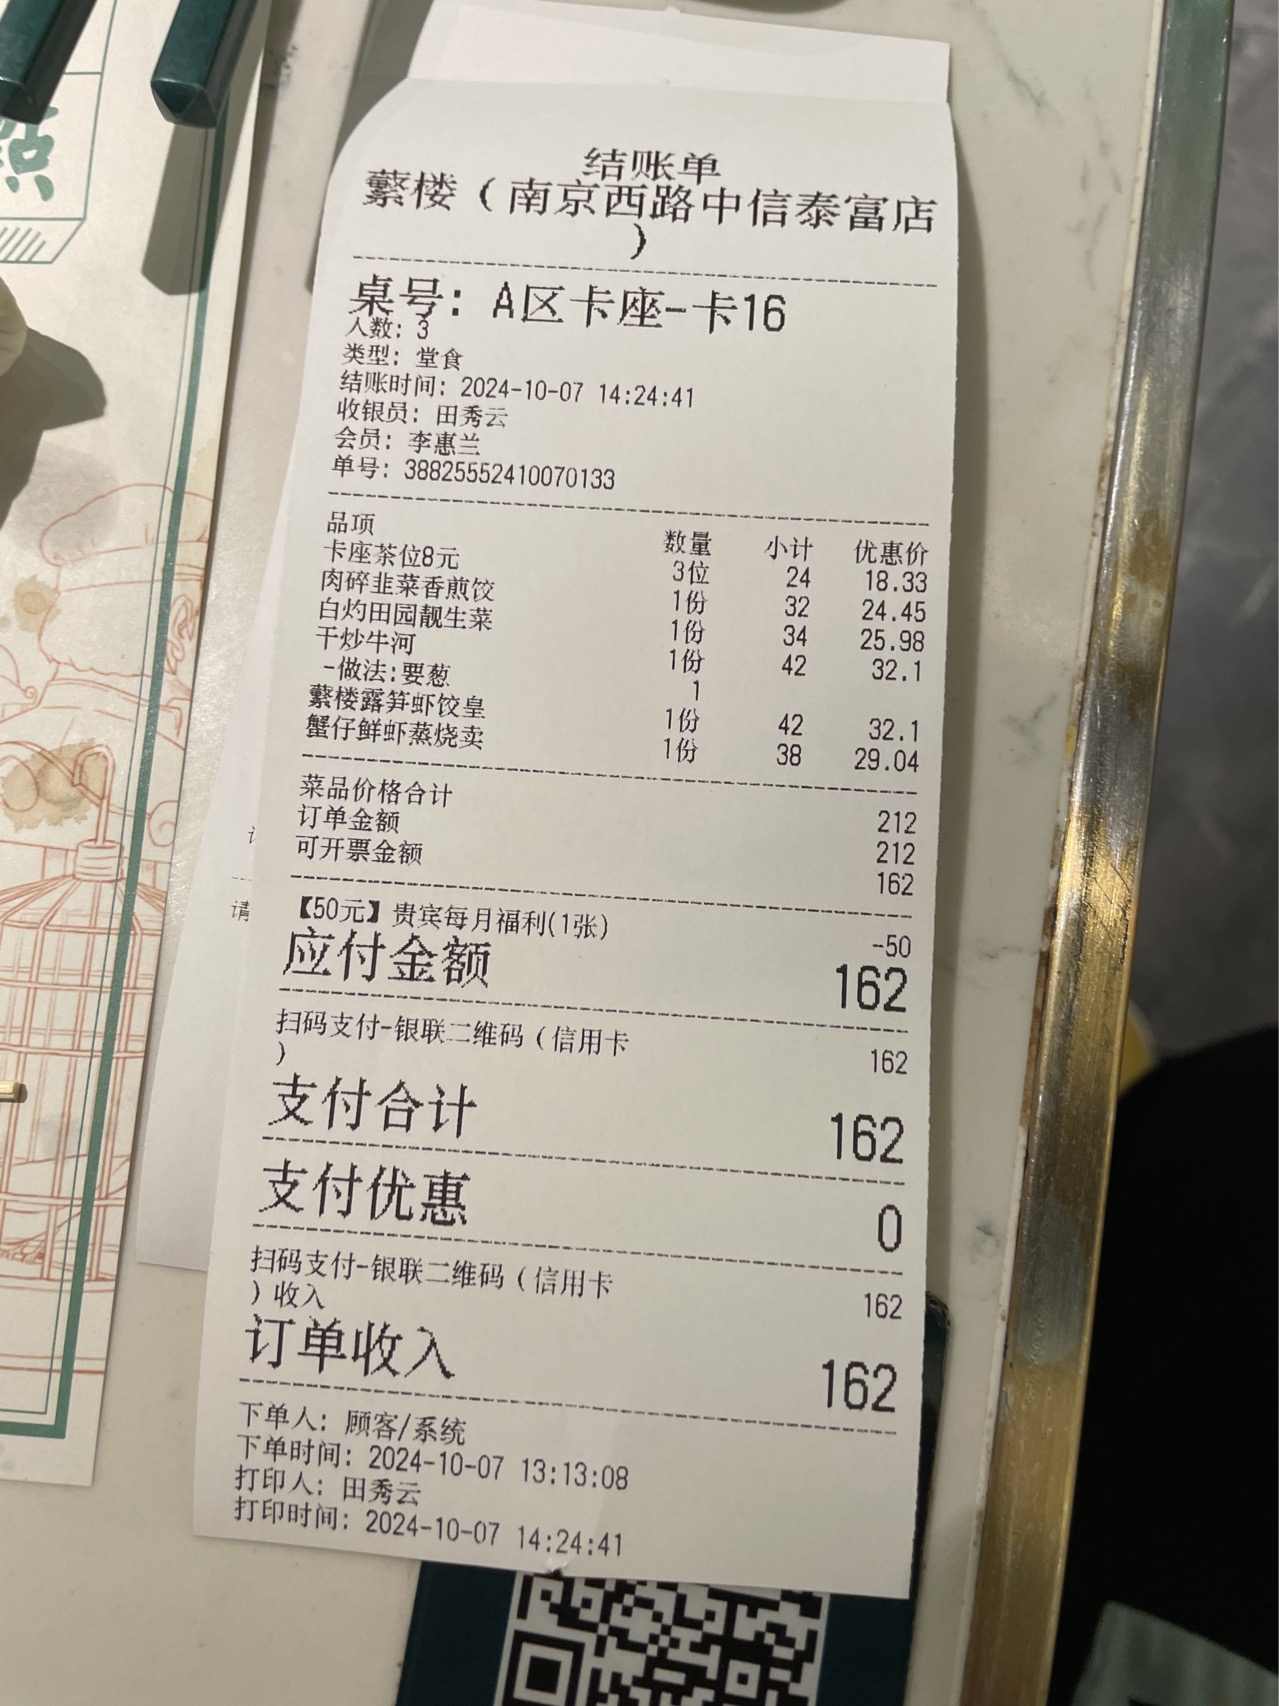 结账单
蘩楼（南京西路中信泰富店
）
桌号: A区卡座-卡16
人数: 3
类型: 堂食
结账时间: 2024-10-07 14:24:41
收银员: 田秀云
会员: 李惠兰
单号: 38825552410070133
品项 数量 小计 优惠价
卡座茶位8元 3位 24 18.33
肉碎韭菜香煎饺 1份 32 24.45
白灼田园靓生菜 1份 34 25.98
干炒牛河 1份 42 32.1
-做法:要葱 1
蘩楼露笋虾饺皇 1份 42 32.1
蟹仔鲜虾蒸烧卖 1份 38 29.04
菜品价格合计 212
订单金额 212
可开票金额 162
【50元】贵宾每月福利(1张) -50
应付金额 162
扫码支付-银联二维码（信用卡 162
）
支付合计 162
支付优惠 0
扫码支付-银联二维码（信用卡 162
）收入
订单收入 162
下单人: 顾客/系统
下单时间: 2024-10-07 13:13:08
打印人: 田秀云
打印时间: 2024-10-07 14:24:41
请